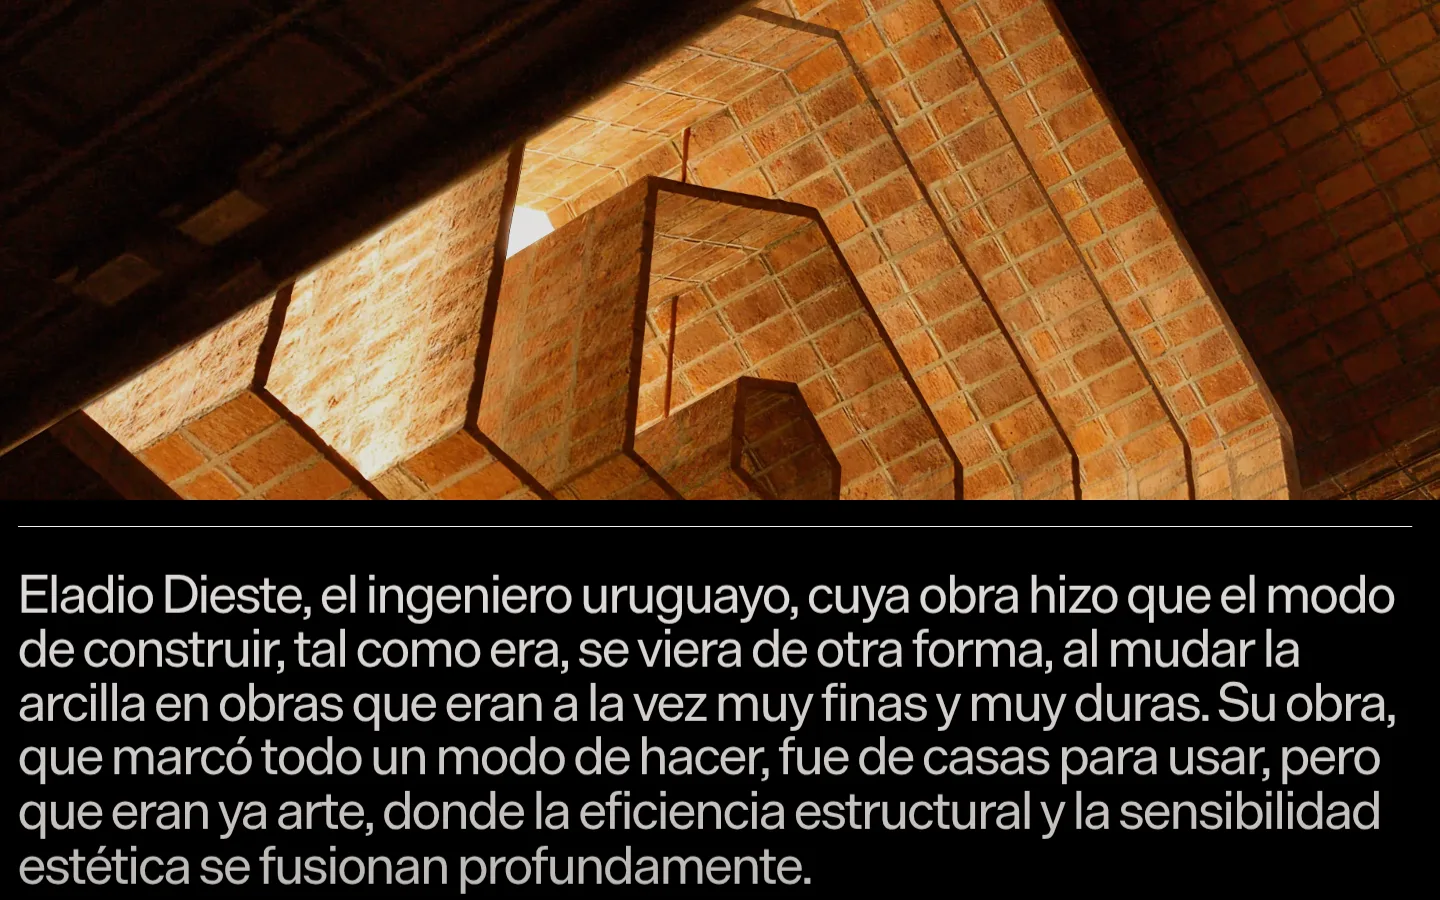 Eladio Dieste, el ingeniero uruguayo, cuya obra hizo que el modo
de construir, tal como era, se viera de otra forma, al mudar la
arcilla en obras que eran a la vez muy finas y muy duras. Su obra,
que marcó todo un modo de hacer, fue de casas para usar, pero
que eran ya arte, donde la eficiencia estructural y la sensibilidad
estética se fusionan profundamente.